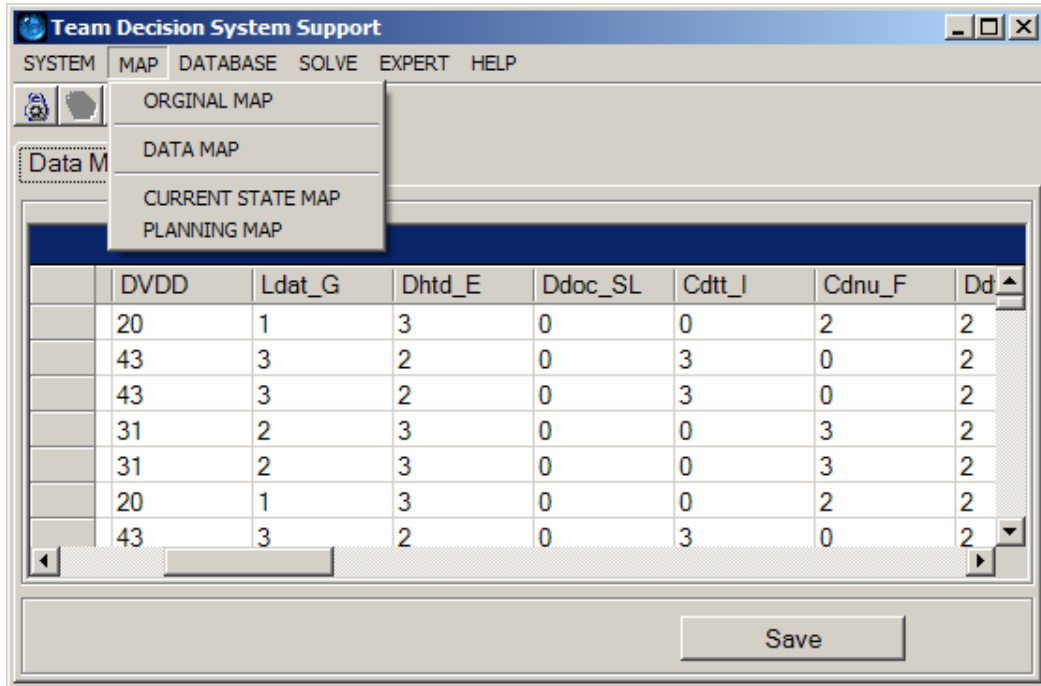 Team Decision System Support
SYSTEM MAP DATABASE SOLVE EXPERT HELP
ORGINAL MAP
DATA MAP
CURRENT STATE MAP
PLANNING MAP
Data M
DVDD Ldat_G Dhtd_E Ddoc_SL Cdtt_I Cdnu_F
20 1 3 0 0 2 2
43 3 2 0 3 0 2
43 3 2 0 3 0 2
31 2 3 0 0 3 2
31 2 3 0 0 3 2
20 1 3 0 0 2 2
43 3 2 0 3 0 2
Save